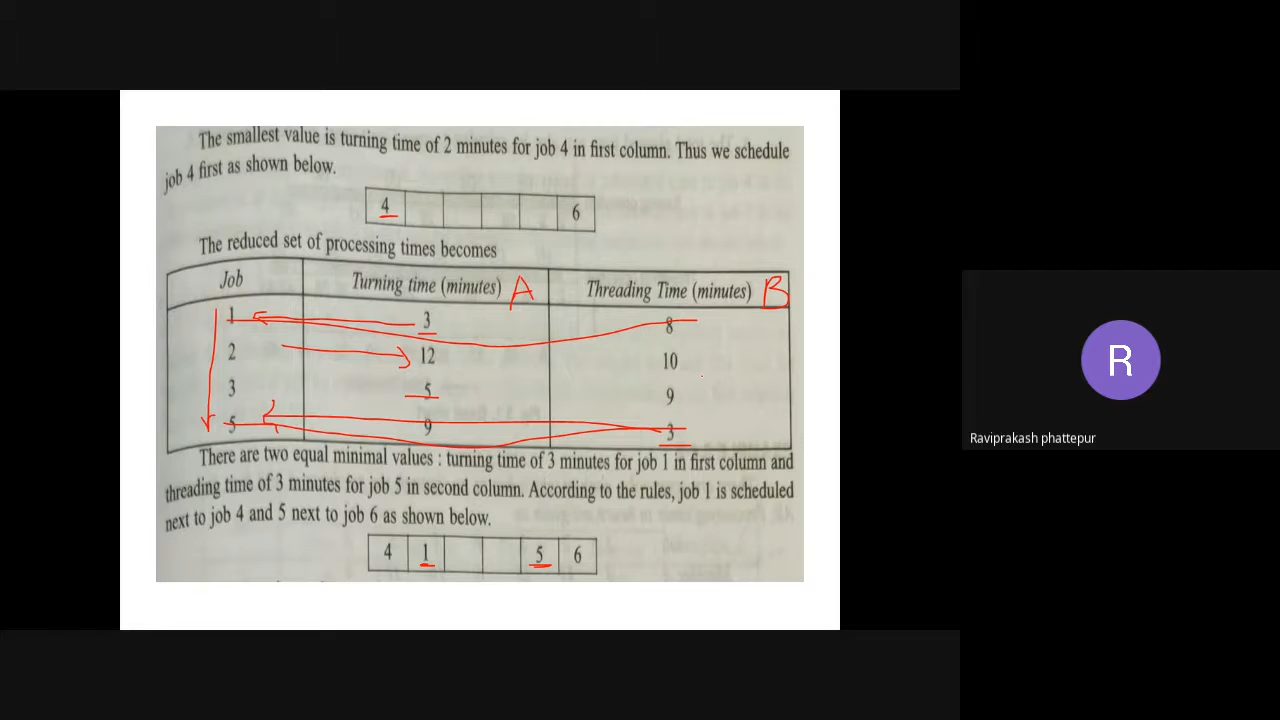 The smallest value is turning time of 2 minutes for job 4 in first column. Thus we schedule
job 4 first as shown below.
4 6
The reduced set of processing times becomes
Job Turning time (minutes) A Threading Time (minutes) B
1 3 8
2 12 10
3 5 9
5 9 3
There are two equal minimal values : turning time of 3 minutes for job 1 in first column and
threading time of 3 minutes for job 5 in second column. According to the rules, job 1 is scheduled
next to job 4 and 5 next to job 6 as shown below.
4 1 5 6
R
Raviprakash phattepur